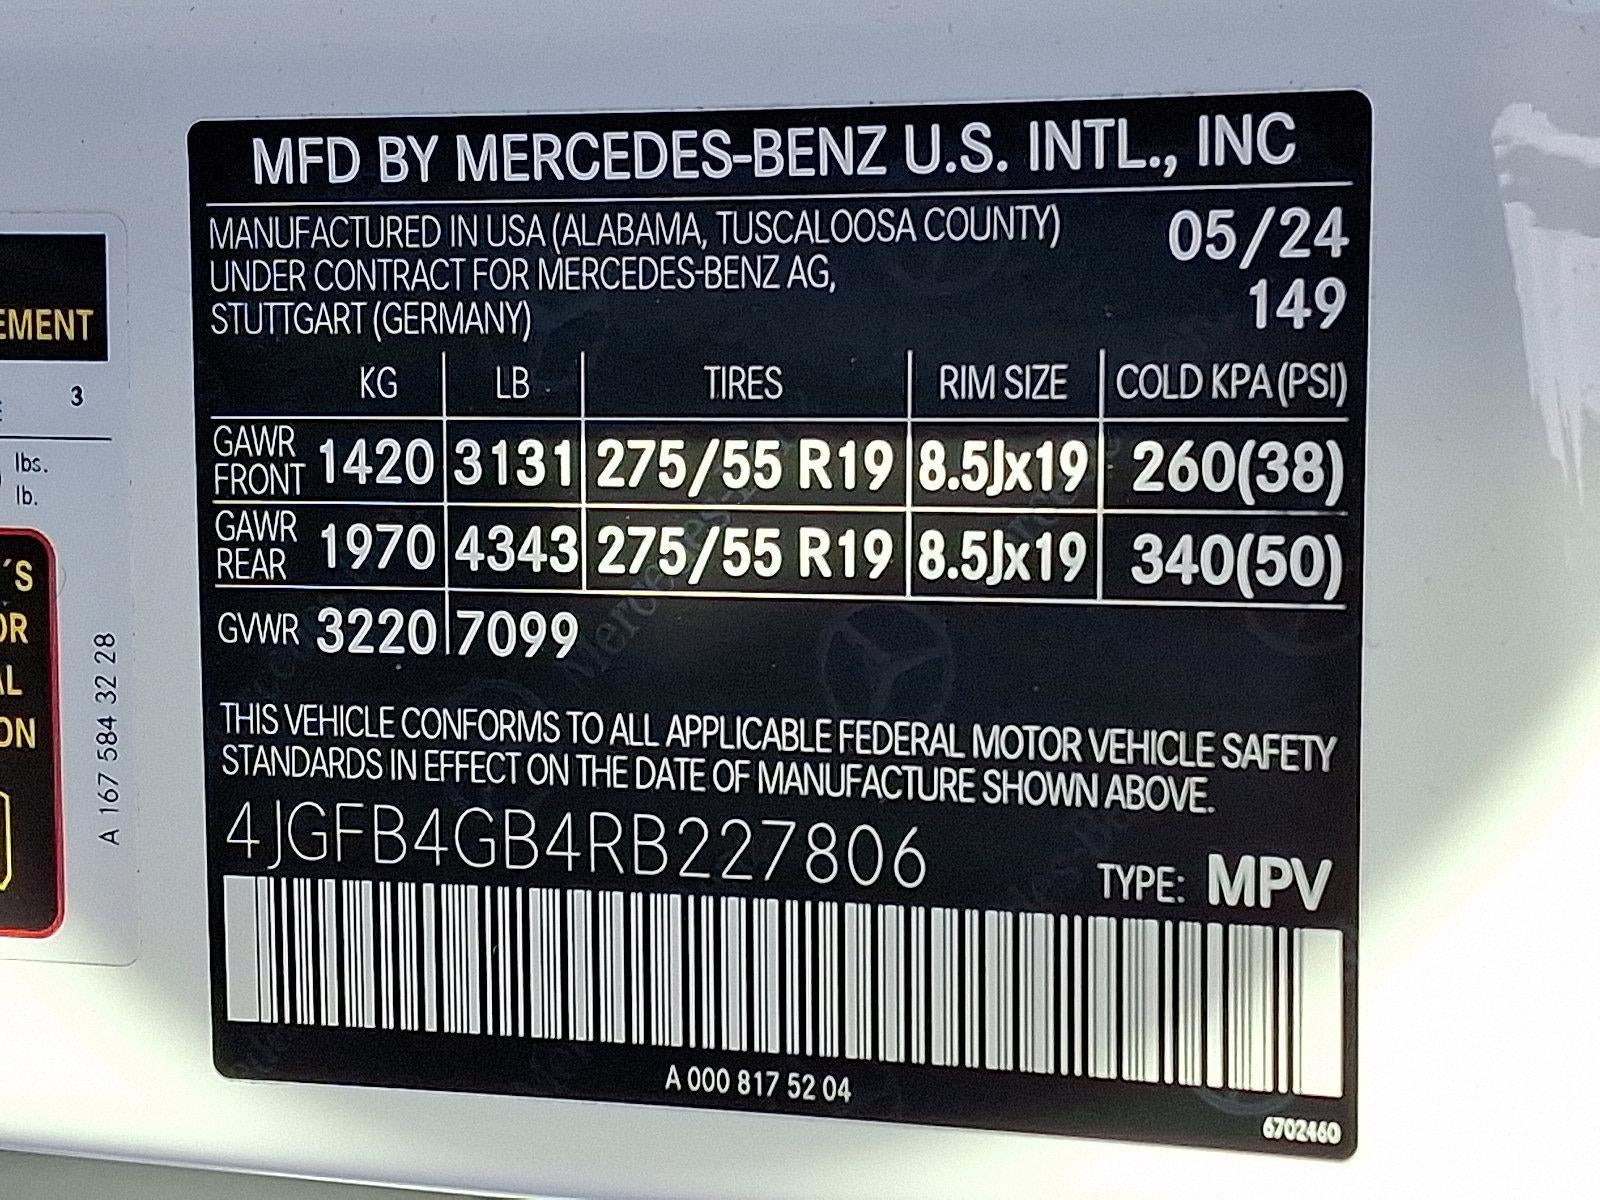 MFD BY MERCEDES-BENZ U.S. INTL., INC
MANUFACTURED IN USA (ALABAMA, TUSCALOOSA COUNTY)
UNDER CONTRACT FOR MERCEDES-BENZ AG,
STUTTGART (GERMANY)
05/24
149
KG LB TIRES RIM SIZE COLD KPA (PSI)
GAWR FRONT 1420 3131 275/55 R19 8.5Jx19 260(38)
GAWR REAR 1970 4343 275/55 R19 8.5Jx19 340(50)
GVWR 3220 7099
THIS VEHICLE CONFORMS TO ALL APPLICABLE FEDERAL MOTOR VEHICLE SAFETY
STANDARDS IN EFFECT ON THE DATE OF MANUFACTURE SHOWN ABOVE.
4JGFB4GB4RB227806
TYPE: MPV
A 000 817 52 04
6702460
EMENT
3
lbs.
lb.
´S
OR
AL
ON
A 167 584 32 28